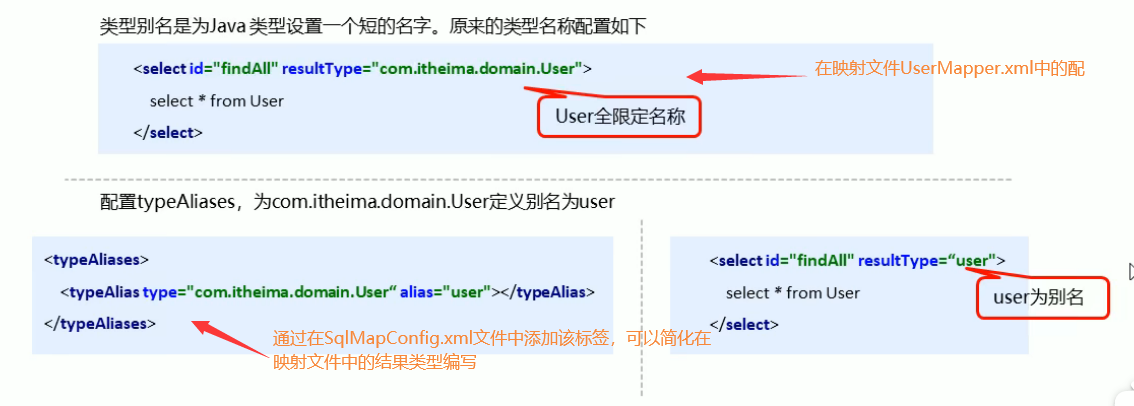 类型别名是为Java 类型设置一个短的名字。原来的类型名称配置如下
<select id="findAll" resultType="com.itheima.domain.User">
在映射文件UserMapper.xml中的配
select * from User
User全限定名称
</select>
配置typeAliases，为com.itheima.domain.User定义别名为user
<typeAliases>
<typeAlias type="com.itheima.domain.User“ alias="user"></typeAlias>
</typeAliases>
通过在SqlMapConfig.xml文件中添加该标签，可以简化在
映射文件中的结果类型编写
<select id="findAll" resultType=“user">
select * from User
user为别名
</select>